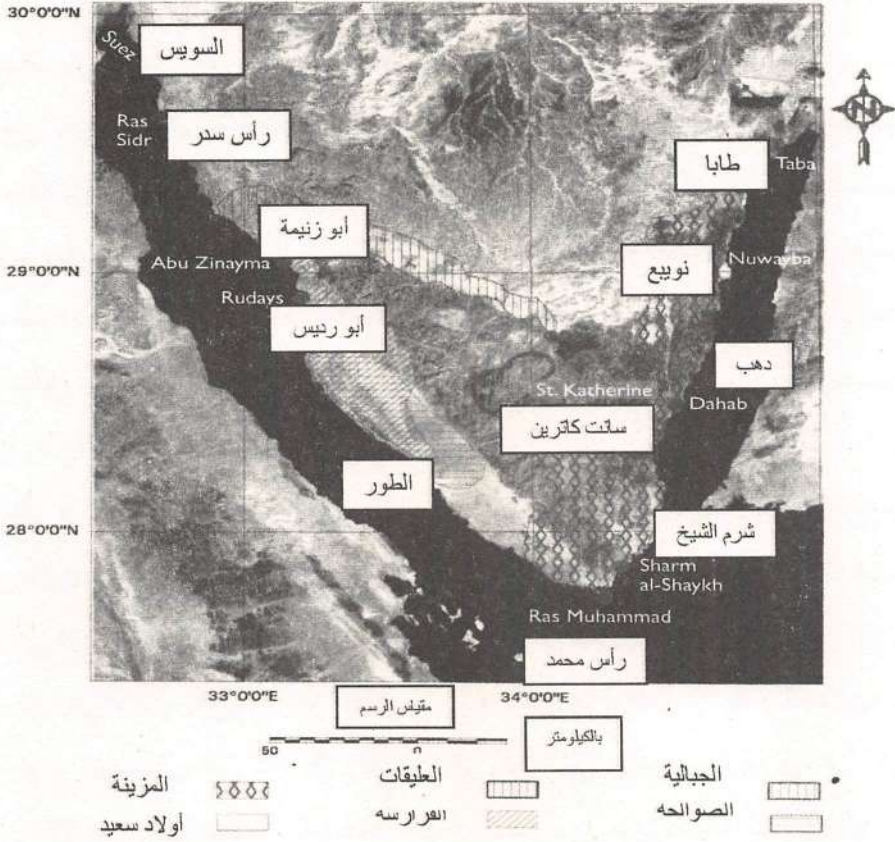 30°0'0"N
Suez
السويس
Ras
Sidr
رأس سدر
طابا
Taba
أبو زنيمة
Abu Zinayma
29°0'0"N
نويبع
Nuwayba
Rudays
أبو رديس
دهب
St. Katherine
Dahab
سانت كاترين
الطور
28°0'0"N
شرم الشيخ
Sharm
al-Shaykh
Ras Muhammad
رأس محمد
33°0'0"E
34°0'0"E
مقياس الرسم
بالكيلومتر
50
الجبالية
العليقات
المزينة
الصوالحه
القرارسه
أولاد سعيد